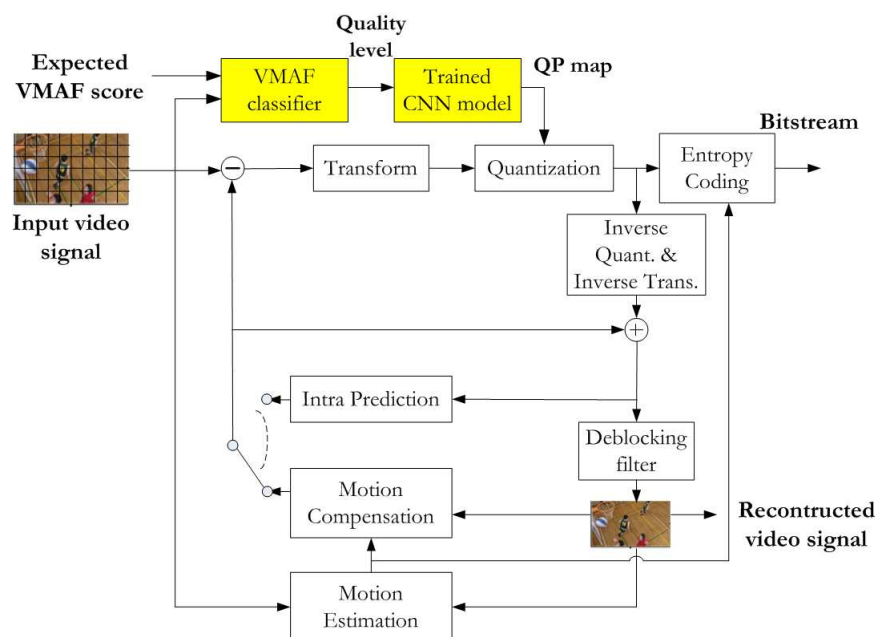 Quality
level
Expected
VMAF score
VMAF
classifier
Trained
CNN model
QP map
Bitstream
Transform
Quantization
Entropy
Coding
Input video
signal
Inverse
Quant. &
Inverse Trans.
Intra Prediction
Deblocking
filter
Motion
Compensation
Recontructed
video signal
Motion
Estimation